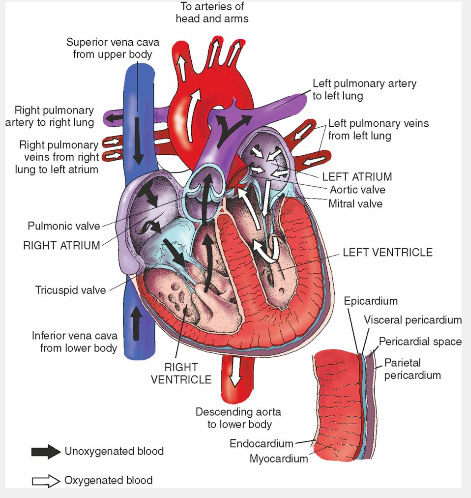 To arteries of
head and arms
Superior vena cava
from upper body
Left pulmonary artery
to left lung
Right pulmonary
artery to right lung
Left pulmonary veins
from left lung
Right pulmonary
veins from right
lung to left atrium
LEFT ATRIUM
Aortic valve
Mitral valve
Pulmonic valve
RIGHT ATRIUM
LEFT VENTRICLE
Tricuspid valve
Epicardium
Visceral pericardium
Pericardial space
Parietal
pericardium
Inferior vena cava
from lower body
RIGHT
VENTRICLE
Descending aorta
to lower body
Endocardium
Myocardium
Unoxygenated blood
Oxygenated blood